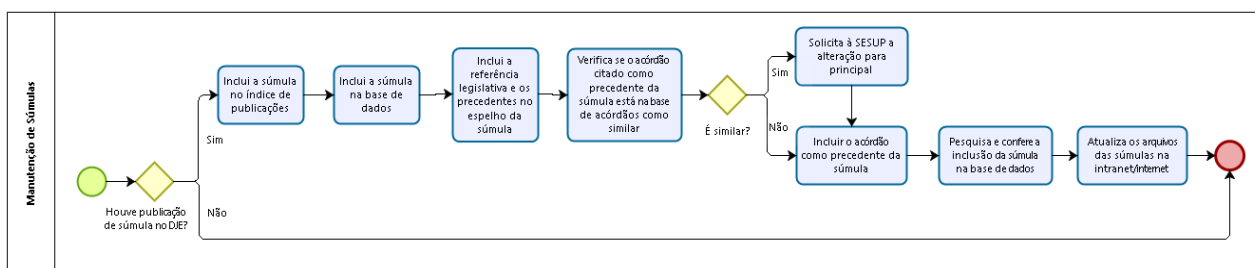 Manutenção de Súmulas
Houve publicação
de súmula no DJE?
Sim
Não
Inclui a súmula
no índice de
publicações
Inclui a súmula
na base de
dados
Inclui a
referência
legislativa e os
precedentes no
espelho da
súmula
Verifica se o acórdão
citado como
precedente da
súmula está na base
de acórdãos como
similar
É similar?
Sim
Não
Solicita à SESUP a
alteração para
principal
Incluir o acórdão
como precedente da
súmula
Pesquisa e confere a
inclusão da súmula
na base de dados
Atualiza os arquivos
das súmulas na
intranet/internet